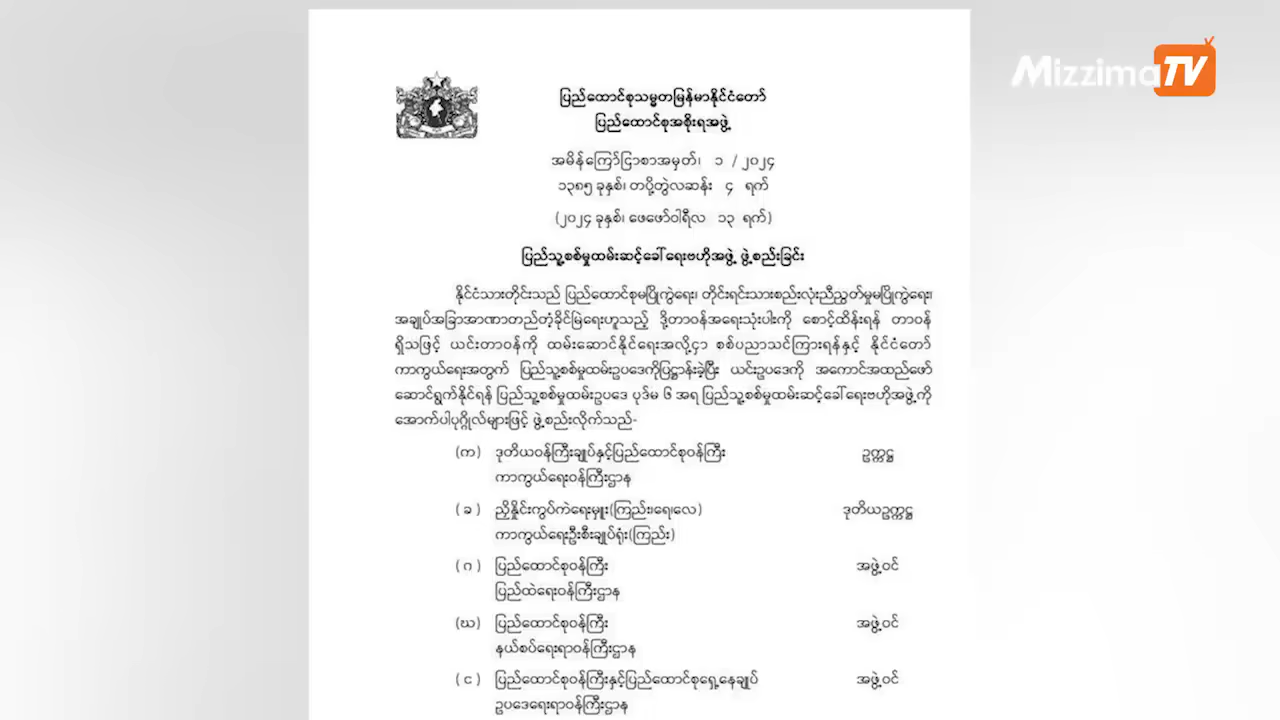 Mizzima TV
ပြည်ထောင်စုသမ္မတမြန်မာနိုင်ငံတော်
ပြည်ထောင်စုအစိုးရအဖွဲ့
အမိန့်ကြော်ငြာစာအမှတ်၊ ၁ /၂၀၂၄
၁၃၈၅ ခုနှစ်၊ တပို့တွဲလဆန်း ၄ ရက်
(၂၀၂၄ ခုနှစ်၊ ဖေဖော်ဝါရီလ ၁၃ ရက်)
ပြည်သူ့စစ်မှုထမ်းဆင့်ခေါ်ရေးဗဟိုအဖွဲ့ ဖွဲ့စည်းခြင်း
နိုင်ငံသားတိုင်းသည် ပြည်ထောင်စုမပြိုကွဲရေး၊ တိုင်းရင်းသားစည်းလုံးညီညွတ်မှုမပြိုကွဲရေး၊
အချုပ်အခြာအာဏာတည်တံ့ခိုင်မြဲရေးဟူသည့် ဒို့တာဝန်အရေးသုံးပါးကို စောင့်ထိန်းရန် တာဝန်
ရှိသဖြင့် ယင်းတာဝန်ကို ထမ်းဆောင်နိုင်ရေးအလို့ငှာ စစ်ပညာသင်ကြားရန်နှင့် နိုင်ငံတော်
ကာကွယ်ရေးအတွက် ပြည်သူ့စစ်မှုထမ်းဥပဒေကိုပြဋ္ဌာန်းခဲ့ပြီး ယင်းဥပဒေကို အကောင်အထည်ဖော်
ဆောင်ရွက်နိုင်ရန် ပြည်သူ့စစ်မှုထမ်းဥပဒေ ပုဒ်မ ၆ အရ ပြည်သူ့စစ်မှုထမ်းဆင့်ခေါ်ရေးဗဟိုအဖွဲ့ကို
အောက်ပါပုဂ္ဂိုလ်များဖြင့် ဖွဲ့စည်းလိုက်သည်-
(က) ဒုတိယဝန်ကြီးချုပ်နှင့်ပြည်ထောင်စုဝန်ကြီး ဥက္ကဋ္ဌ
ကာကွယ်ရေးဝန်ကြီးဌာန
(ခ) ညှိနှိုင်းကွပ်ကဲရေးမှူး(ကြည်း၊ရေ၊လေ) ဒုတိယဥက္ကဋ္ဌ
ကာကွယ်ရေးဦးစီးချုပ်ရုံး(ကြည်း)
(ဂ) ပြည်ထောင်စုဝန်ကြီး အဖွဲ့ဝင်
ပြည်ထဲရေးဝန်ကြီးဌာန
(ဃ) ပြည်ထောင်စုဝန်ကြီး အဖွဲ့ဝင်
နယ်စပ်ရေးရာဝန်ကြီးဌာန
(င) ပြည်ထောင်စုဝန်ကြီးနှင့်ပြည်ထောင်စုရှေ့နေချုပ် အဖွဲ့ဝင်
ဥပဒေရေးရာဝန်ကြီးဌာန